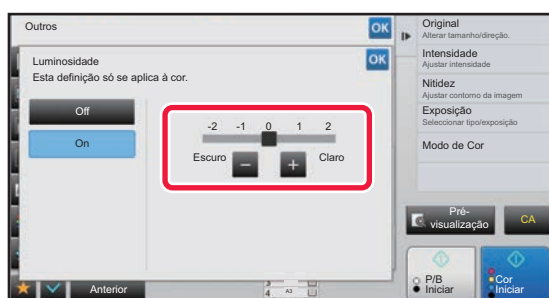 Outros
OK
Luminosidade
OK
Esta definição só se aplica à cor.
Off
On
-2 -1 0 1 2
Escuro − + Claro
Anterior
A3
4
Original
Alterar tamanho/direção.
Intensidade
Ajustar intensidade
Nitidez
Ajustar contorno da imagem
Exposição
Seleccionar tipo/exposição
Modo de Cor
Pré-
visualização
CA
P/B
Iniciar
Cor
Iniciar